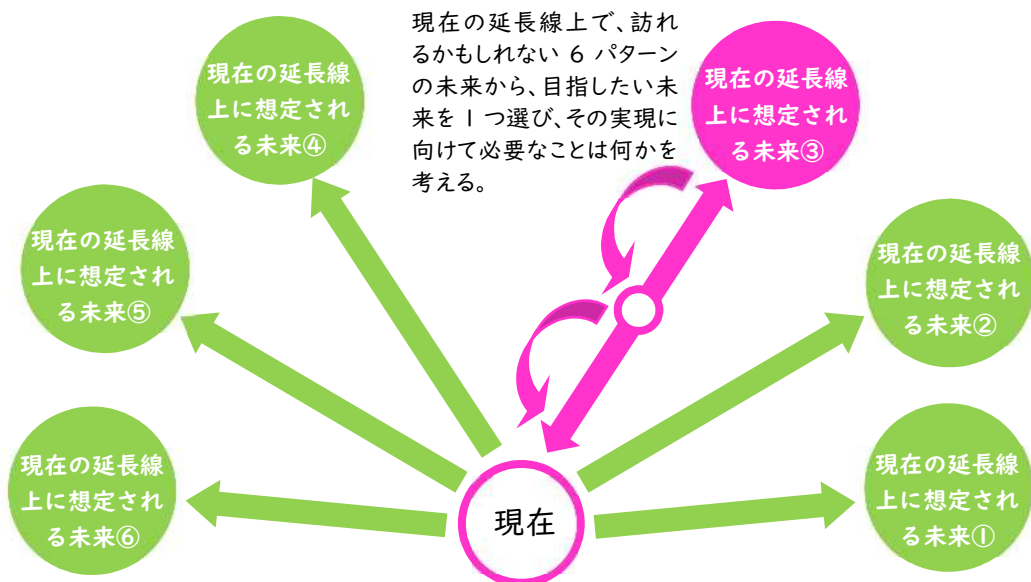 現在の延長線上で、訪れ
るかもしれない 6 パターン
の未来から、目指したい未
来を 1 つ選び、その実現に
向けて必要なことは何かを
考える。
現在の延長線
上に想定され
る未来④
現在の延長線
上に想定され
る未来③
現在の延長線
上に想定され
る未来⑤
現在の延長線
上に想定され
る未来②
現在の延長線
上に想定され
る未来⑥
現在
現在の延長線
上に想定され
る未来①